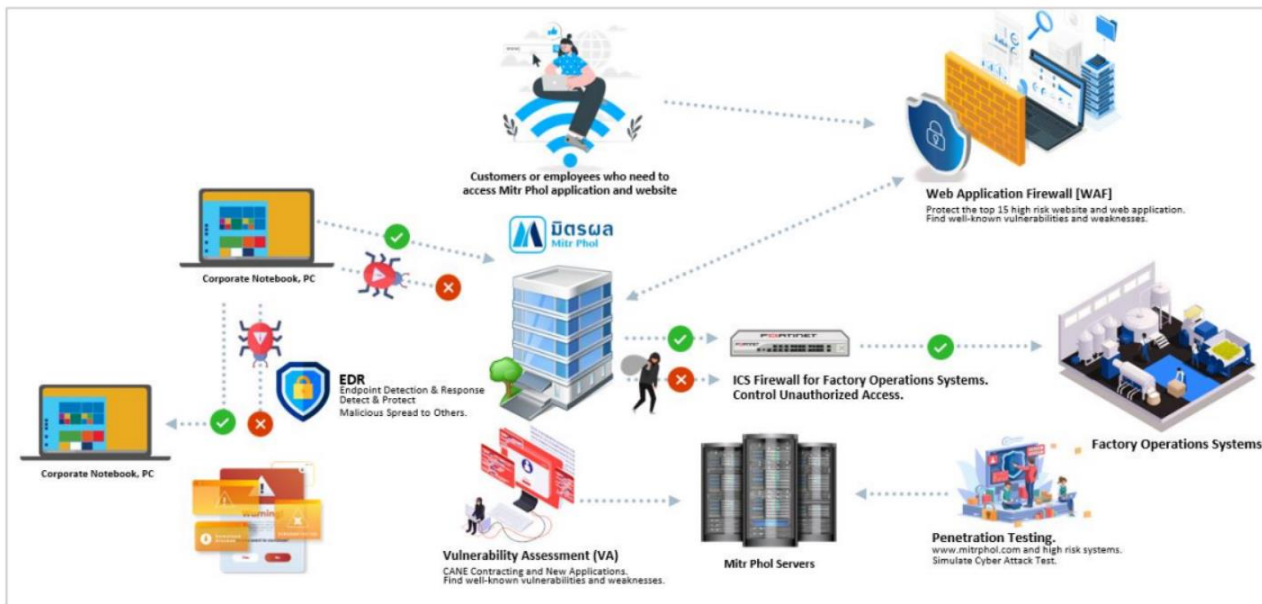 Customers or employees who need to
access Mitr Phol application and website
Web Application Firewall [WAF]
Protect the top 15 high risk website and web application.
Find well-known vulnerabilities and weaknesses.
มิตรผล
Mitr Phol
Corporate Notebook, PC
EDR
Endpoint Detection & Response
Detect & Protect
Malicious Spread to Others.
FORTINET
ICS Firewall for Factory Operations Systems.
Control Unauthorized Access.
Factory Operations Systems
Corporate Notebook, PC
Warning!
Vulnerability Assessment (VA)
CANE Contracting and New Applications.
Find well-known vulnerabilities and weaknesses.
Mitr Phol Servers
Penetration Testing.
www.mitrphol.com and high risk systems.
Simulate Cyber Attack Test.